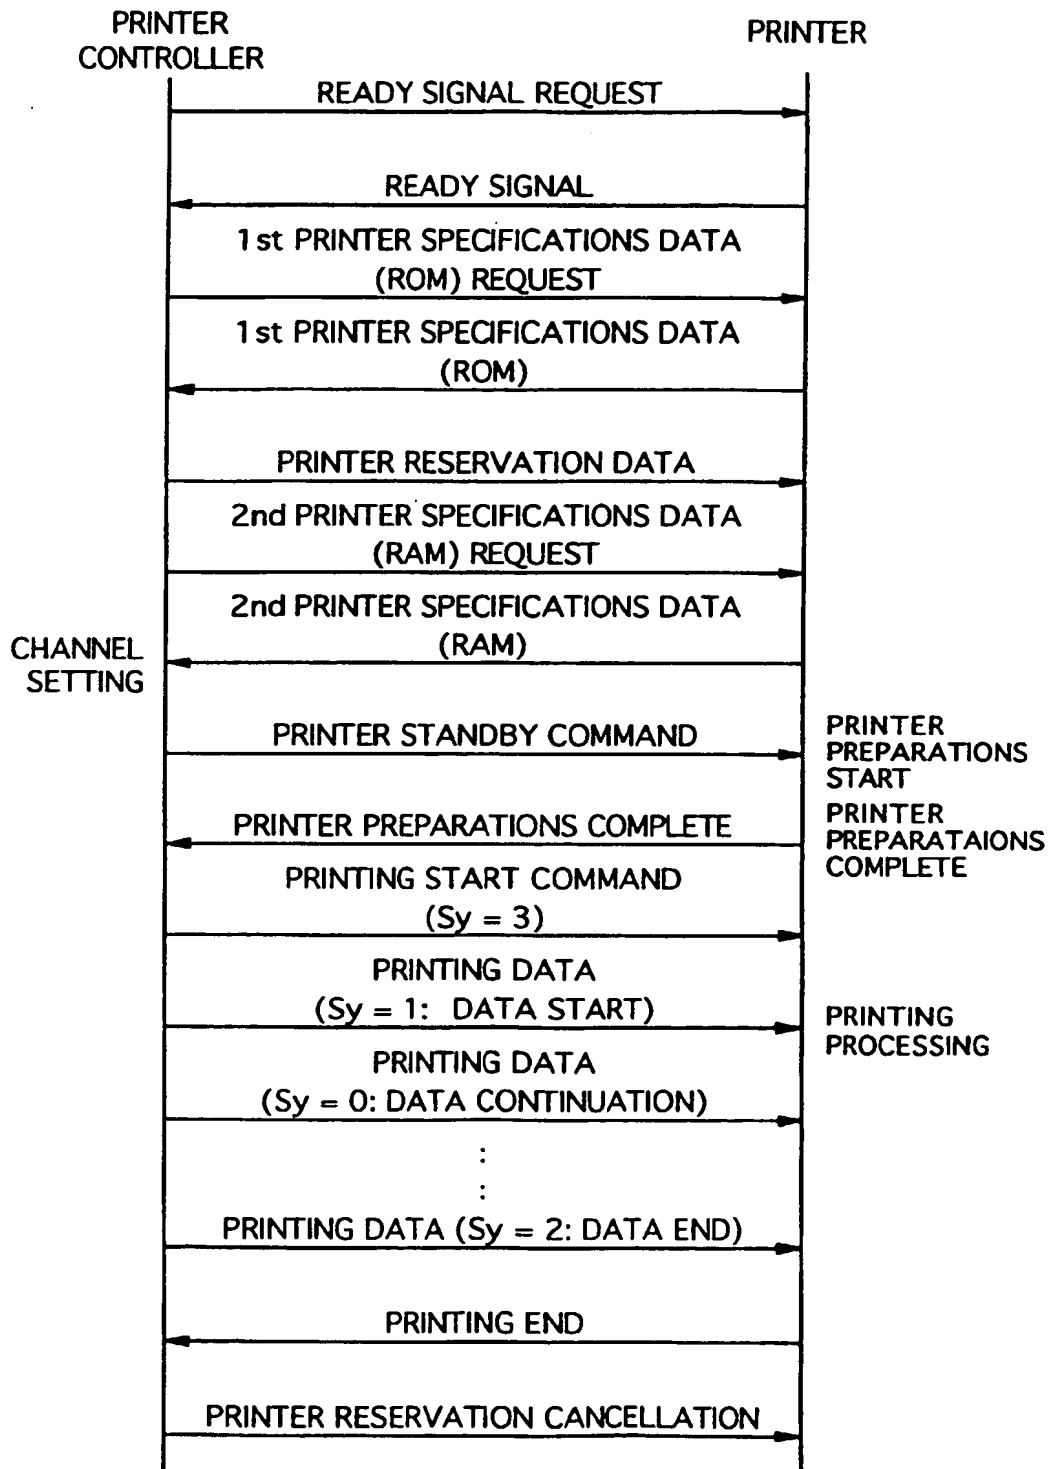 PRINTER
CONTROLLER
PRINTER
READY SIGNAL REQUEST
READY SIGNAL
1st PRINTER SPECIFICATIONS DATA
(ROM) REQUEST
1st PRINTER SPECIFICATIONS DATA
(ROM)
PRINTER RESERVATION DATA
2nd PRINTER SPECIFICATIONS DATA
(RAM) REQUEST
2nd PRINTER SPECIFICATIONS DATA
(RAM)
CHANNEL
SETTING
PRINTER STANDBY COMMAND
PRINTER
PREPARATIONS
START
PRINTER PREPARATIONS COMPLETE
PRINTER
PREPARATAIONS
COMPLETE
PRINTING START COMMAND
(Sy = 3)
PRINTING DATA
(Sy = 1: DATA START)
PRINTING
PROCESSING
PRINTING DATA
(Sy = 0: DATA CONTINUATION)
:
:
PRINTING DATA (Sy = 2: DATA END)
PRINTING END
PRINTER RESERVATION CANCELLATION